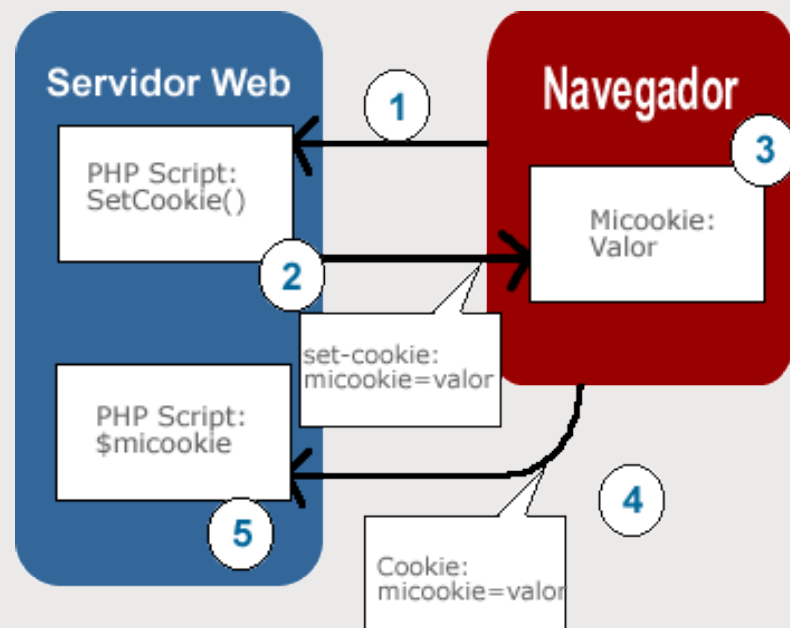 Servidor Web
Navegador
1
3
PHP Script:
SetCookie()
Micookie:
Valor
2
set-cookie:
micookie=valor
PHP Script:
$micookie
4
5
Cookie:
micookie=valor